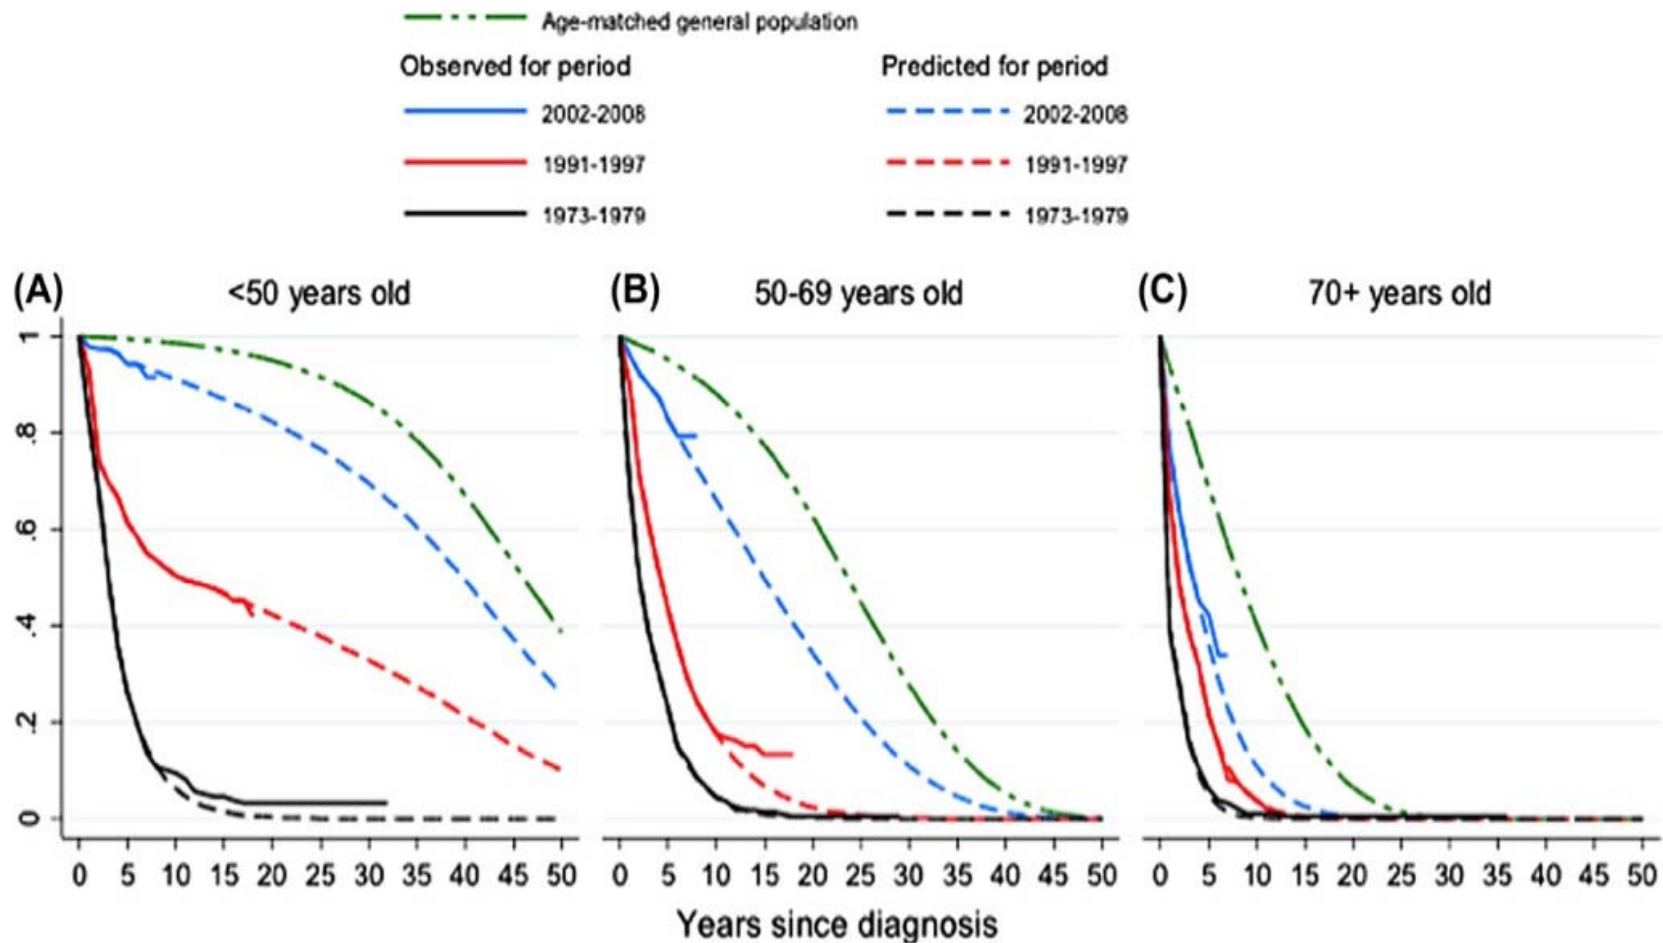 Age-matched general population
Observed for period Predicted for period
2002-2008 2002-2008
1991-1997 1991-1997
1973-1979 1973-1979
(A) <50 years old (B) 50-69 years old (C) 70+ years old
1
.8
.6
.4
.2
0
0 5 10 15 20 25 30 35 40 45 50 0 5 10 15 20 25 30 35 40 45 50 0 5 10 15 20 25 30 35 40 45 50
Years since diagnosis